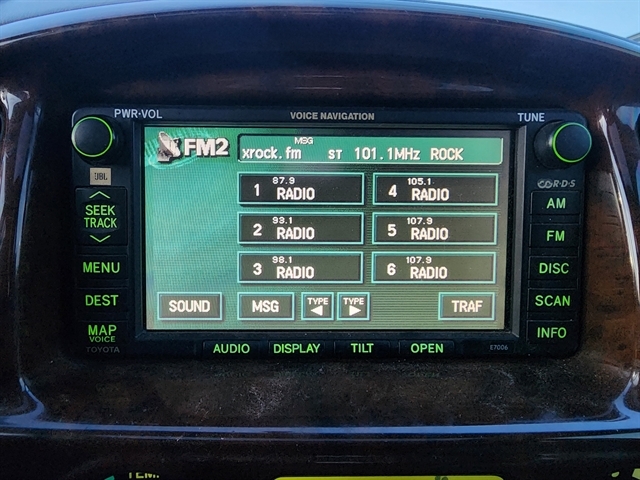 PWR·VOL
VOICE NAVIGATION
TUNE
FM2
MSG
xrock.fm ST 101.1MHz ROCK
JBL
C·R·D·S
SEEK
TRACK
MENU
DEST
MAP
VOICE
TOYOTA
87.9
1 RADIO
105.1
4 RADIO
93.1
2 RADIO
107.9
5 RADIO
98.1
3 RADIO
107.9
6 RADIO
SOUND
MSG
TYPE ◀
TYPE ▶
TRAF
AM
FM
DISC
SCAN
INFO
AUDIO
DISPLAY
TILT
OPEN
E7006
TEM